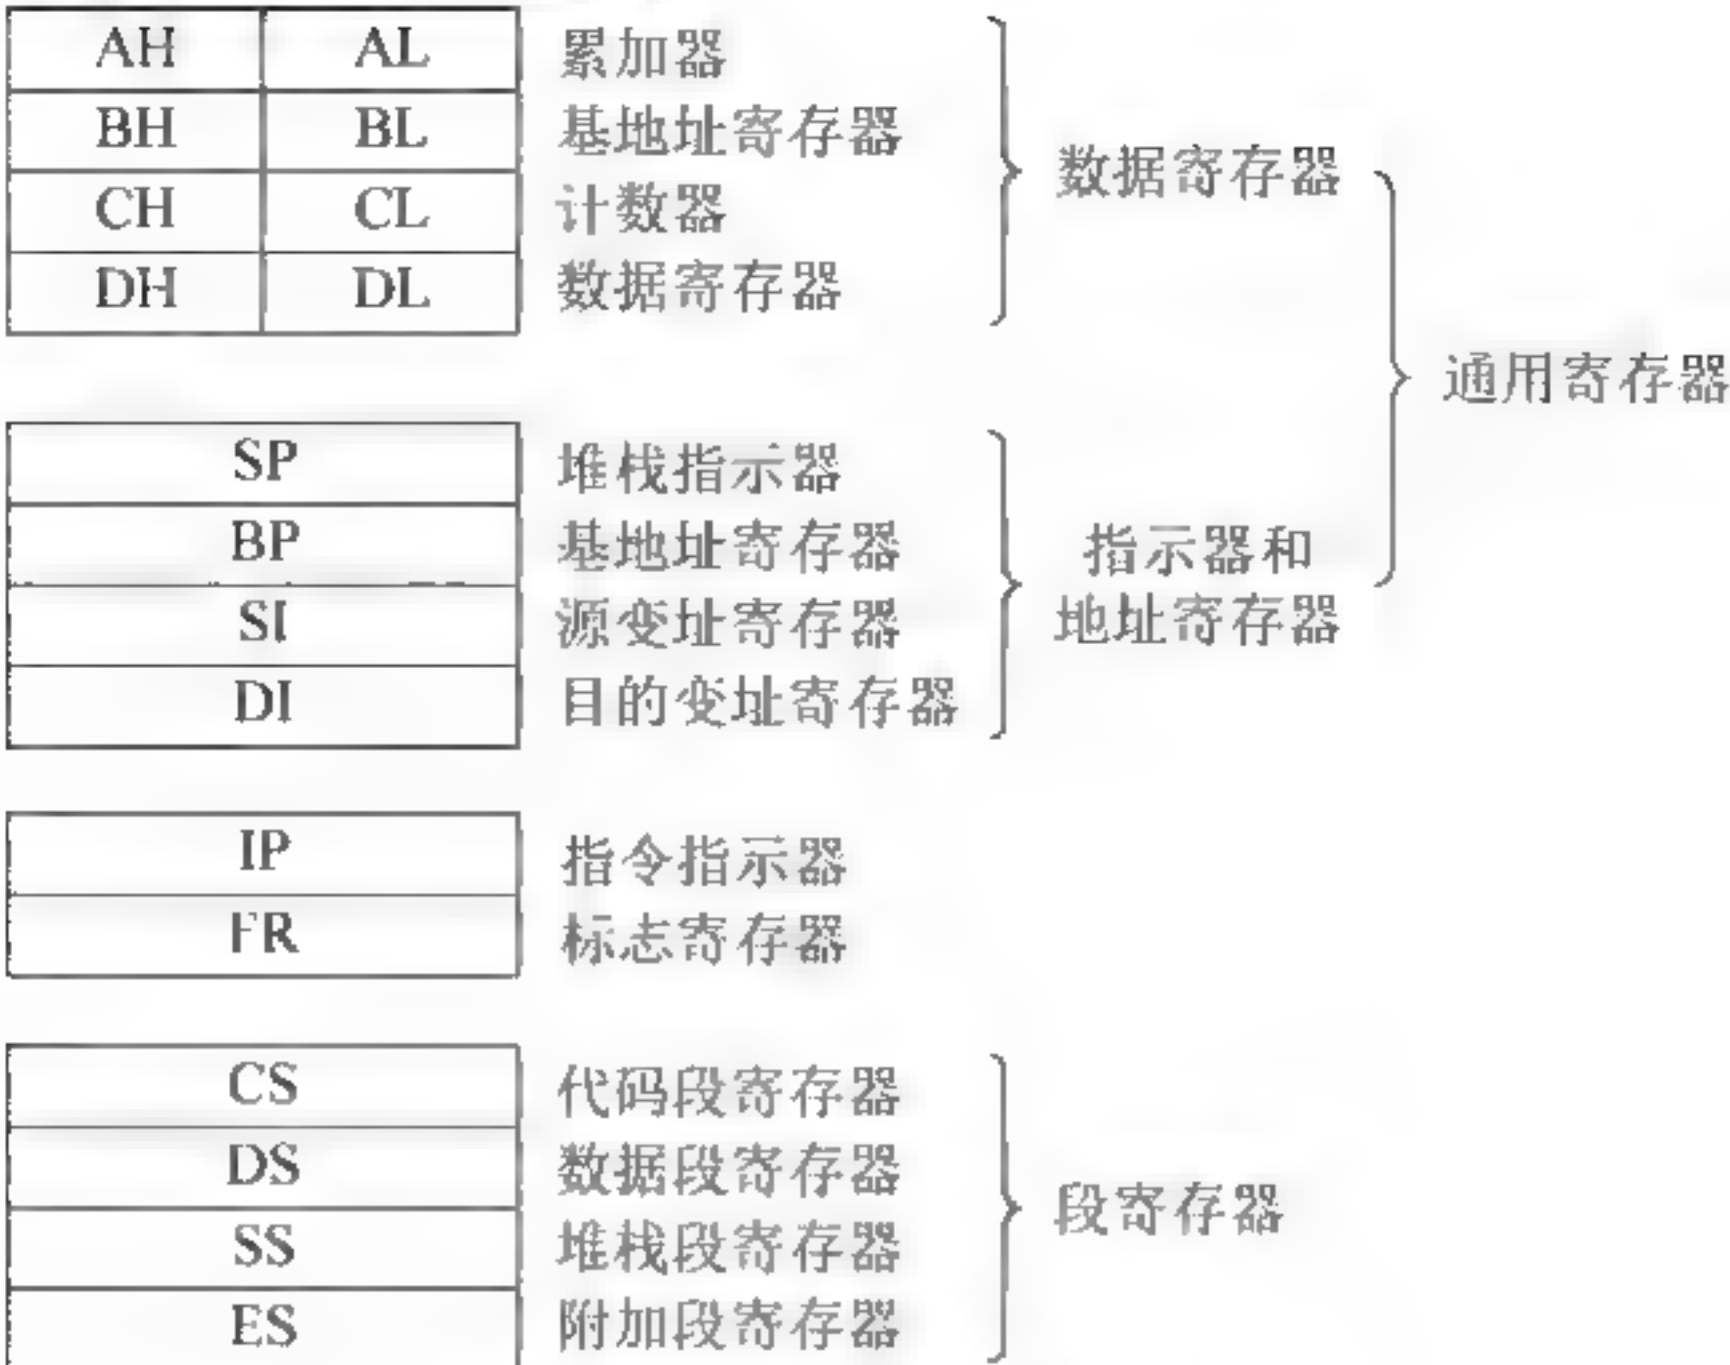 AH AL 累加器
BH BL 基地址寄存器
CH CL 计数器
DH DL 数据寄存器
数据寄存器
SP 堆栈指示器
BP 基地址寄存器
SI 源变址寄存器
DI 目的变址寄存器
指示器和
地址寄存器
通用寄存器
IP 指令指示器
FR 标志寄存器
CS 代码段寄存器
DS 数据段寄存器
SS 堆栈段寄存器
ES 附加段寄存器
段寄存器